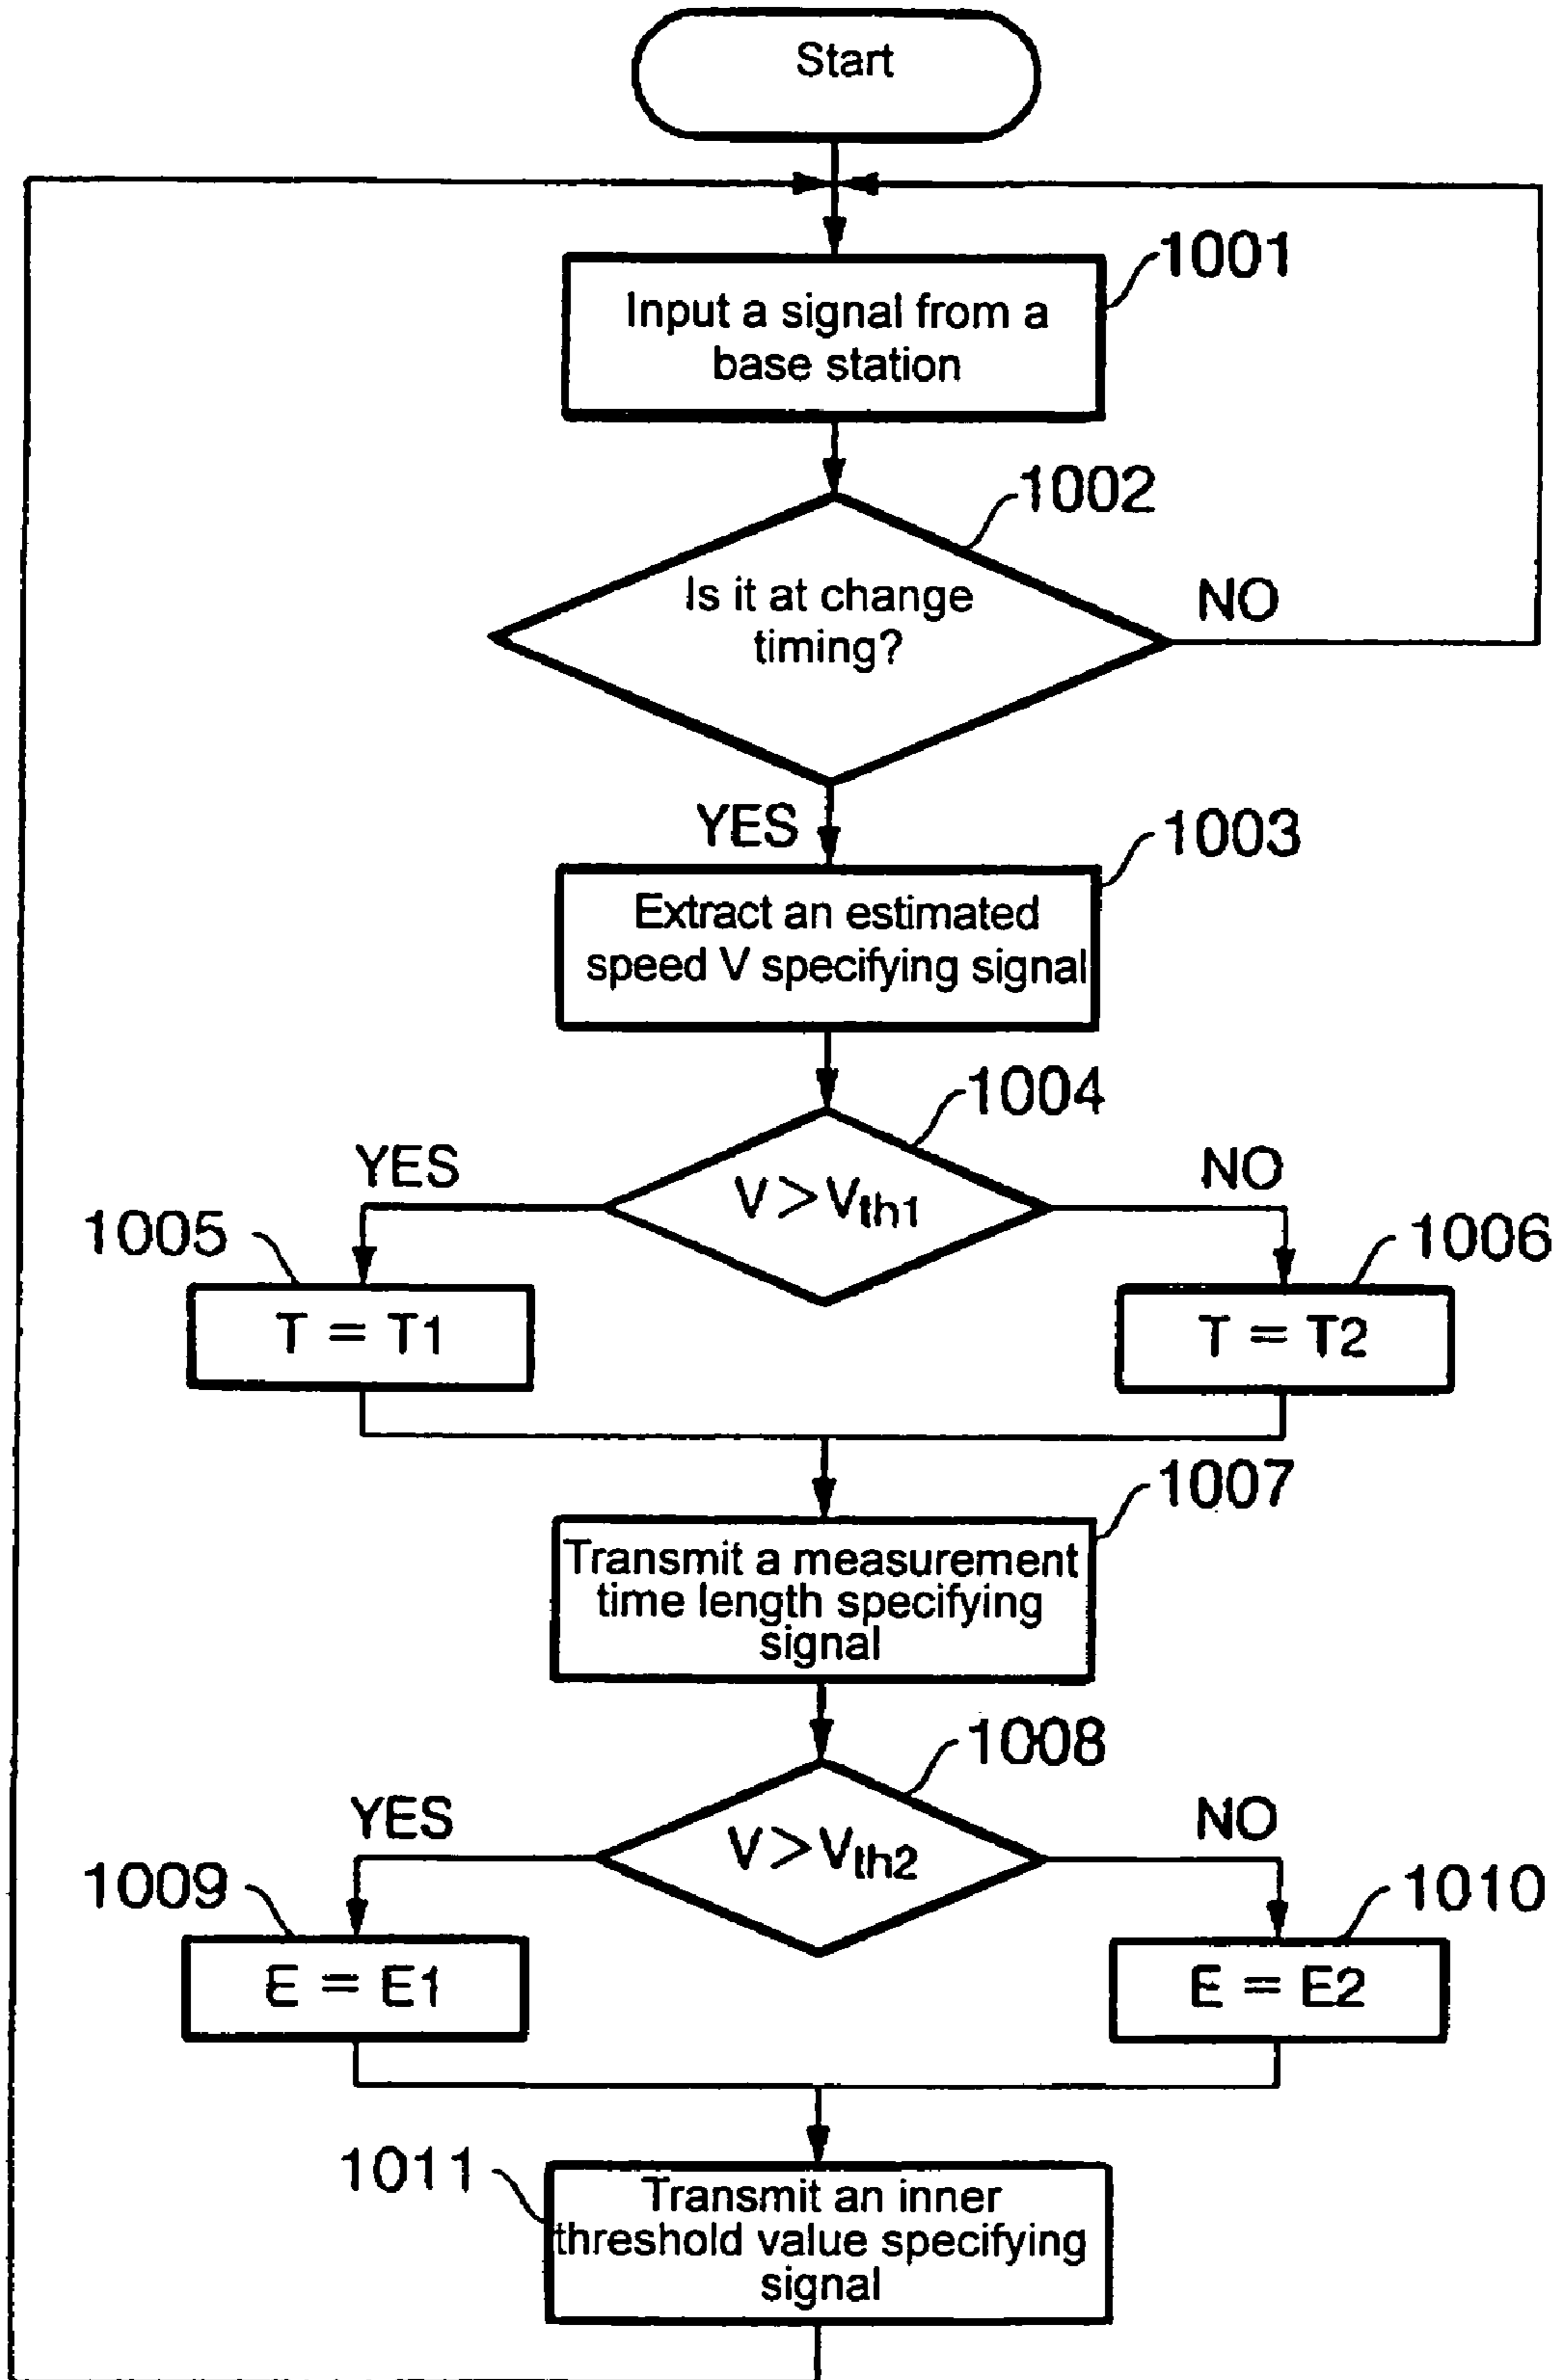 Start
1001
Input a signal from a
base station
1002
Is it at change
timing?
NO
YES
1003
Extract an estimated
speed V specifying signal
1004
YES
V > Vth1
NO
1005
1006
T = T1
T = T2
1007
Transmit a measurement
time length specifying
signal
1008
YES
V > Vth2
NO
1009
1010
E = E1
E = E2
1011
Transmit an inner
threshold value specifying
signal